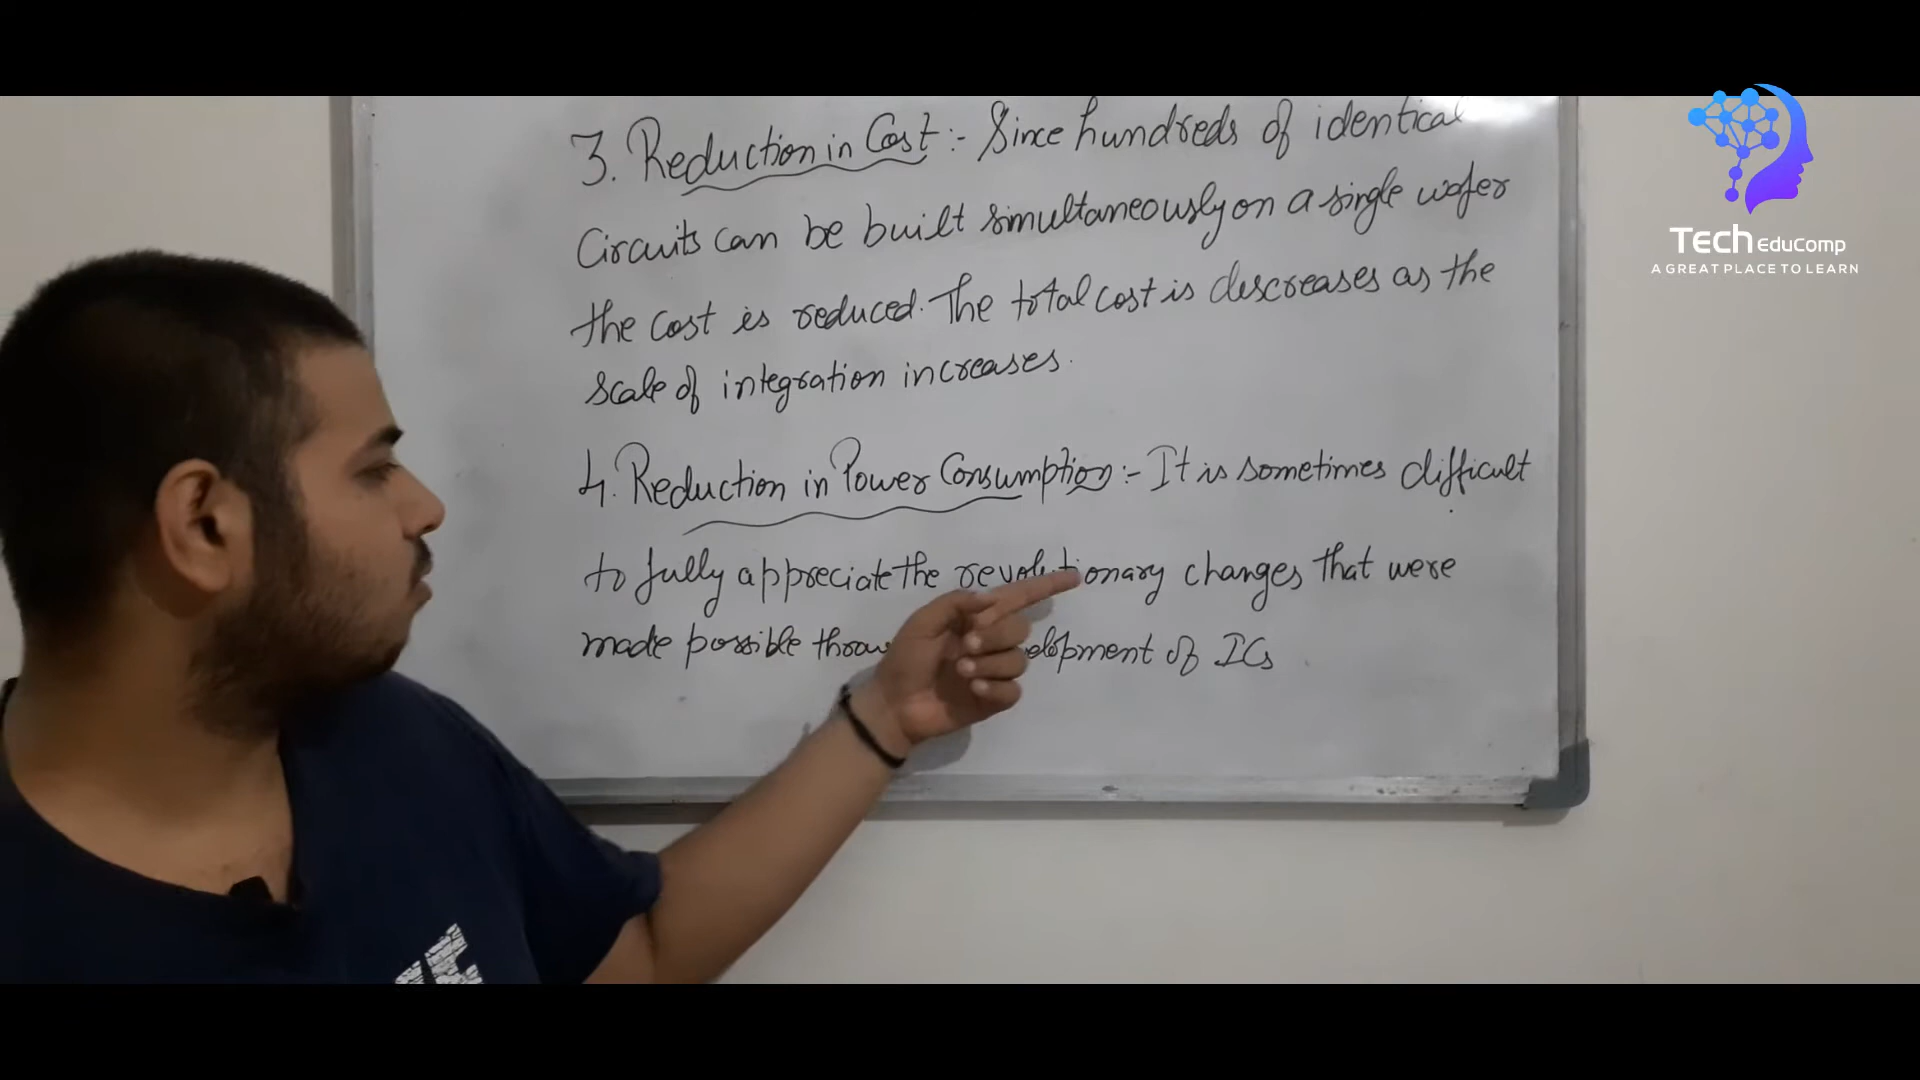 3. Reduction in Cost :- Since hundreds of identical
Circuits can be built simultaneously on a single wafer
the cost is reduced. The total cost is descreases as the
scale of integration increases.
4. Reduction in Power Consumption :- It is sometimes difficult
to fully appreciate the revolutionary changes that were
made possible elopment of ICs
Tech EduComp
A GREAT PLACE TO LEARN